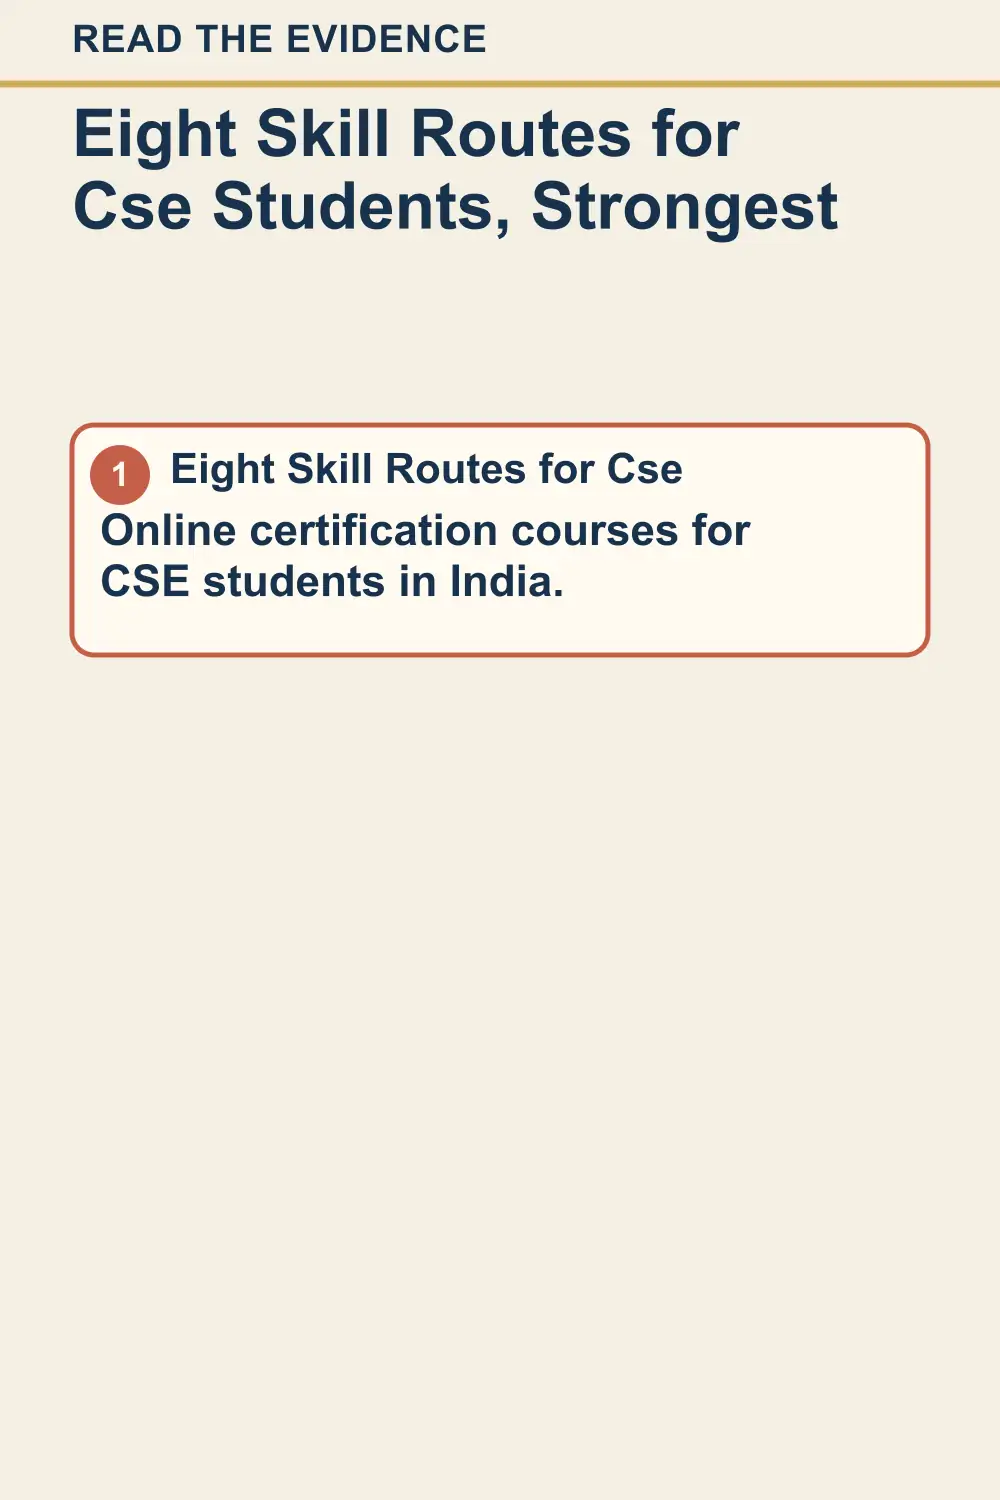 READ THE EVIDENCE
Eight Skill Routes for
Cse Students, Strongest
1 Eight Skill Routes for Cse
Online certification courses for
CSE students in India.